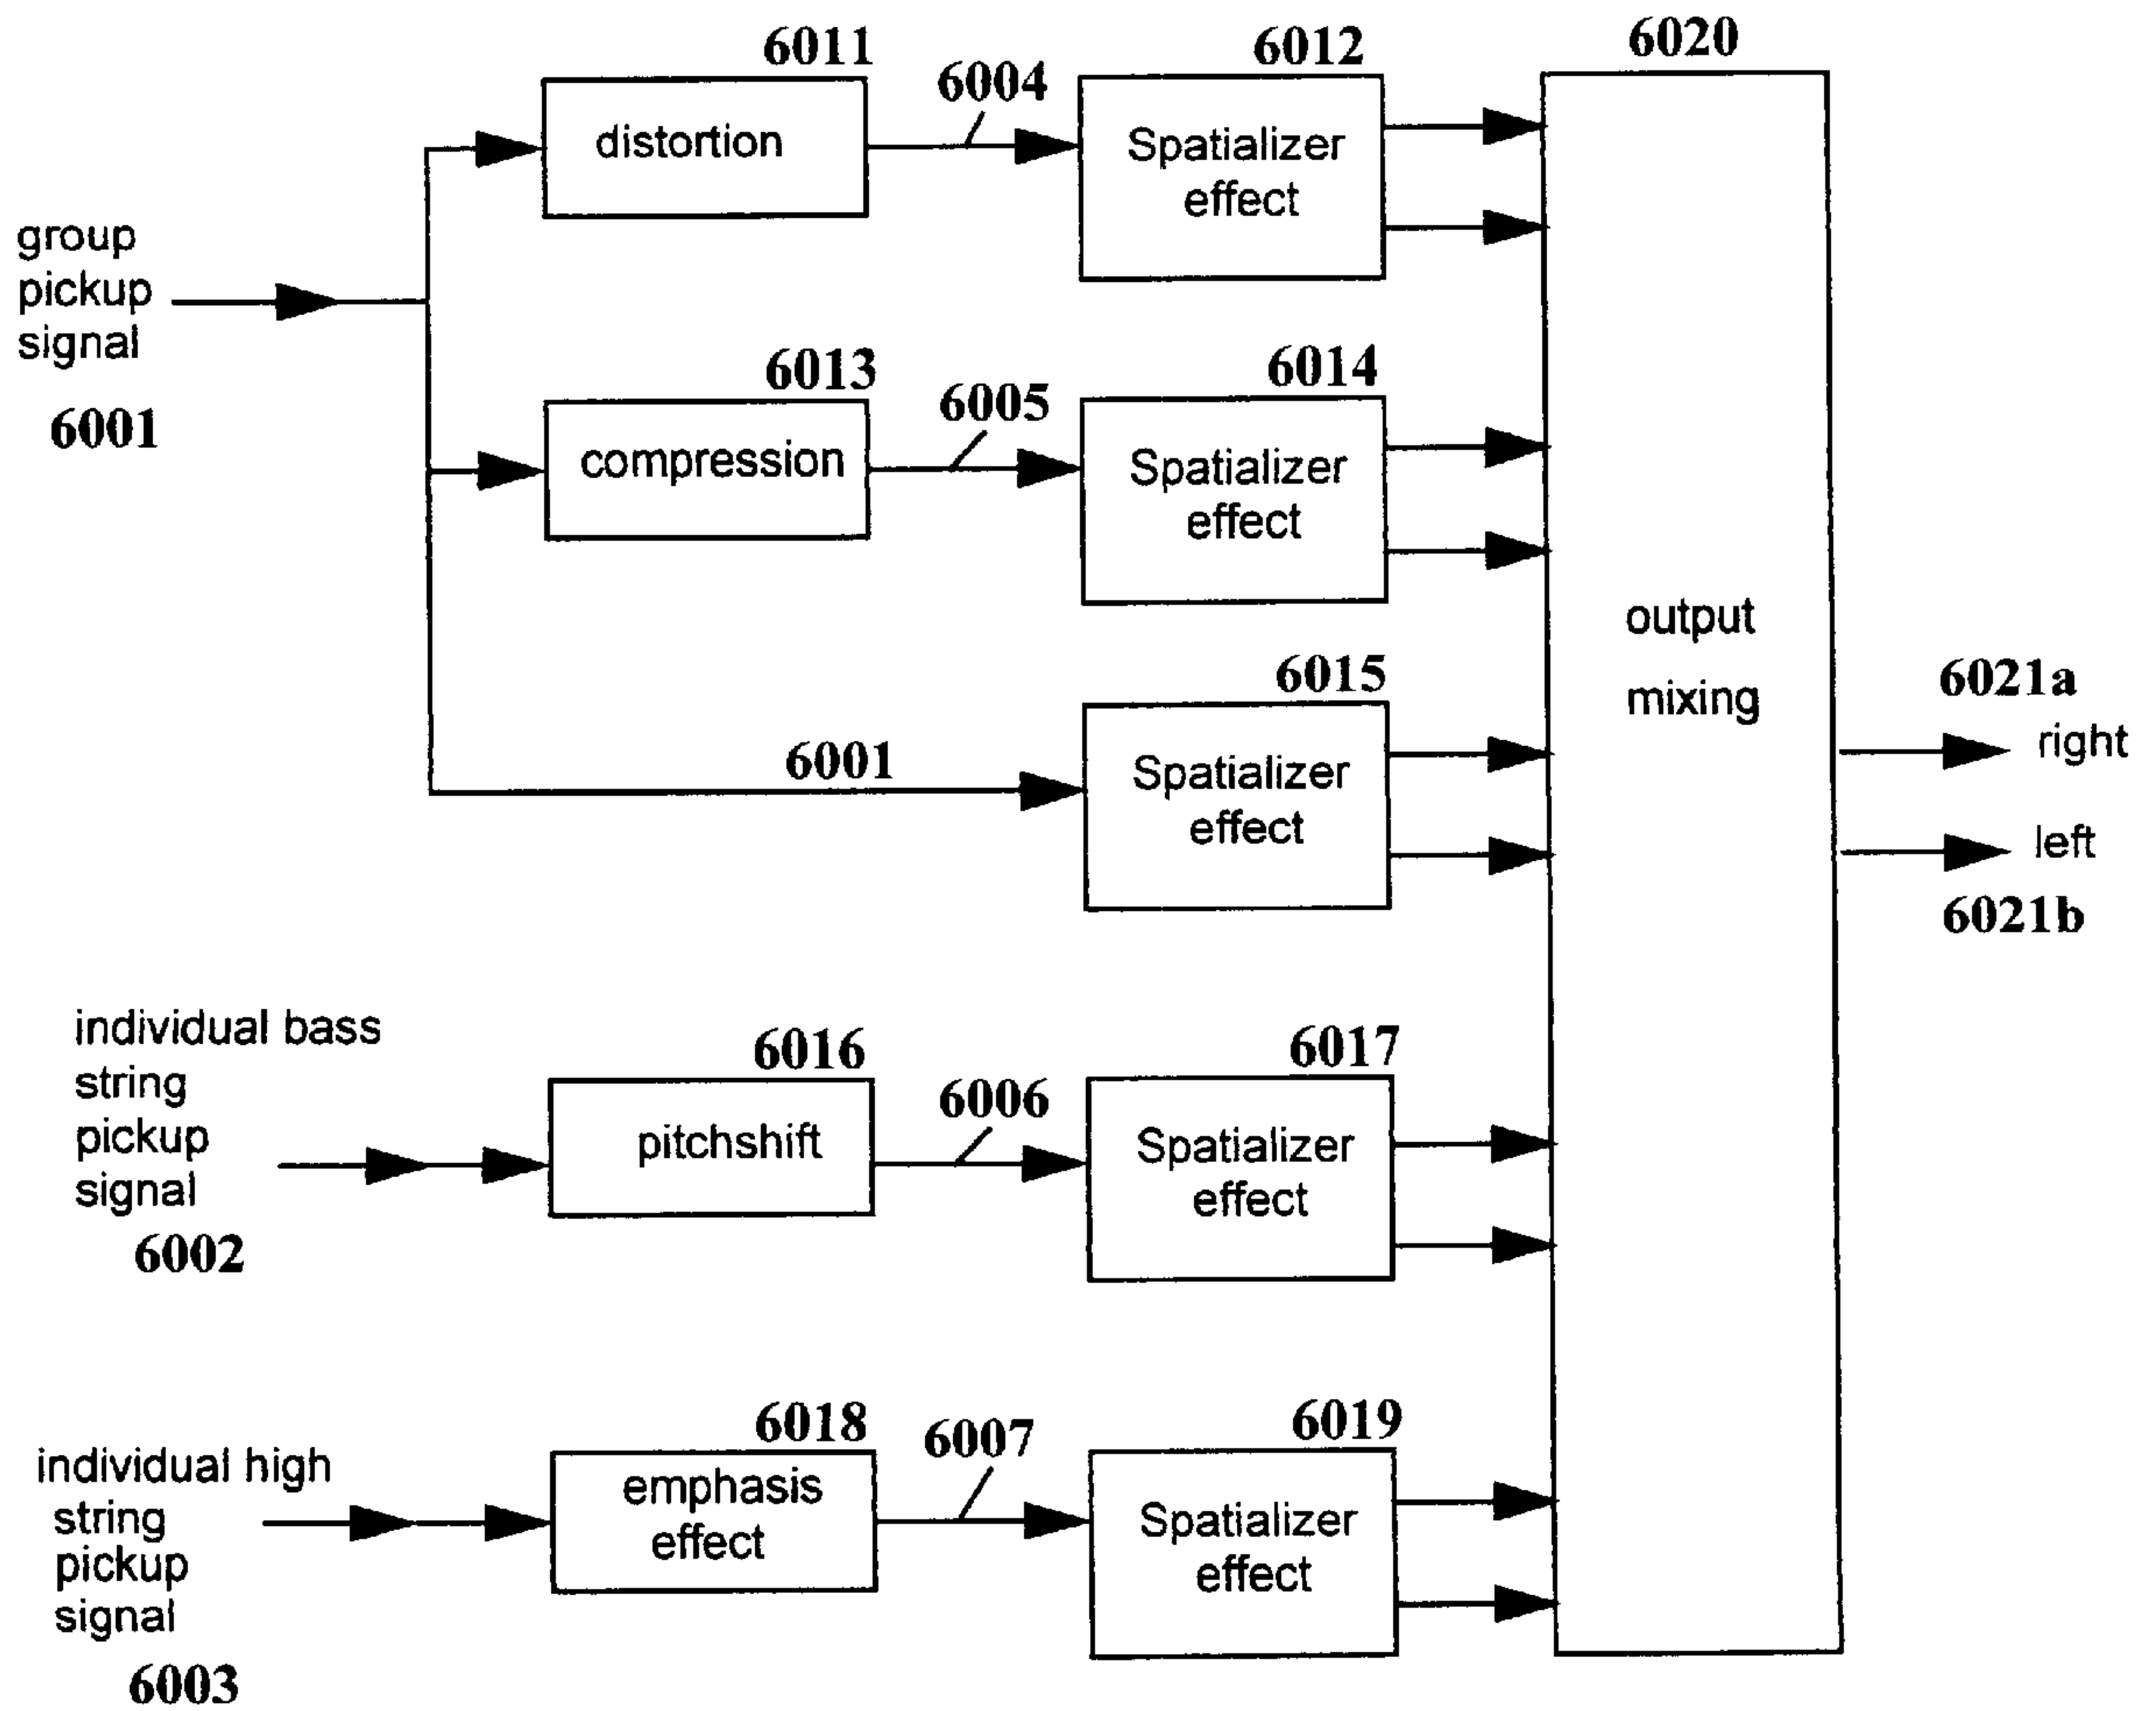 6011
6004
6012
6020
distortion
Spatializer
effect
group
pickup
signal
6001
6013
6005
6014
compression
Spatializer
effect
output
mixing
6015
6001
Spatializer
effect
6021a
right
left
6021b
individual bass
string
pickup
signal
6002
6016
6006
6017
pitchshift
Spatializer
effect
individual high
string
pickup
signal
6003
6018
6007
6019
emphasis
effect
Spatializer
effect